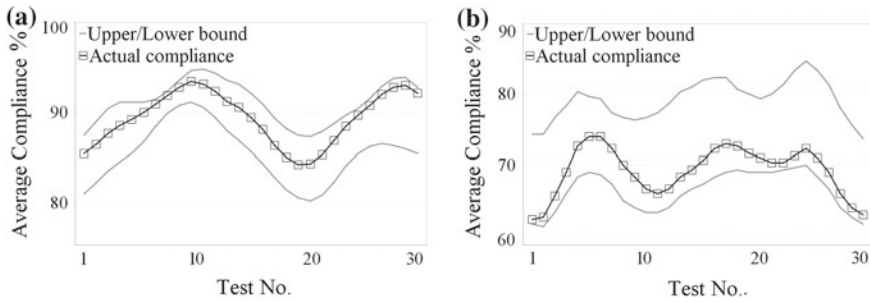 (a)
100
90
80
Average Compliance %
Upper/Lower bound
Actual compliance
1
10
20
30
Test No.
(b)
90
80
70
60
Average Compliance %
Upper/Lower bound
Actual compliance
1
10
20
30
Test No..